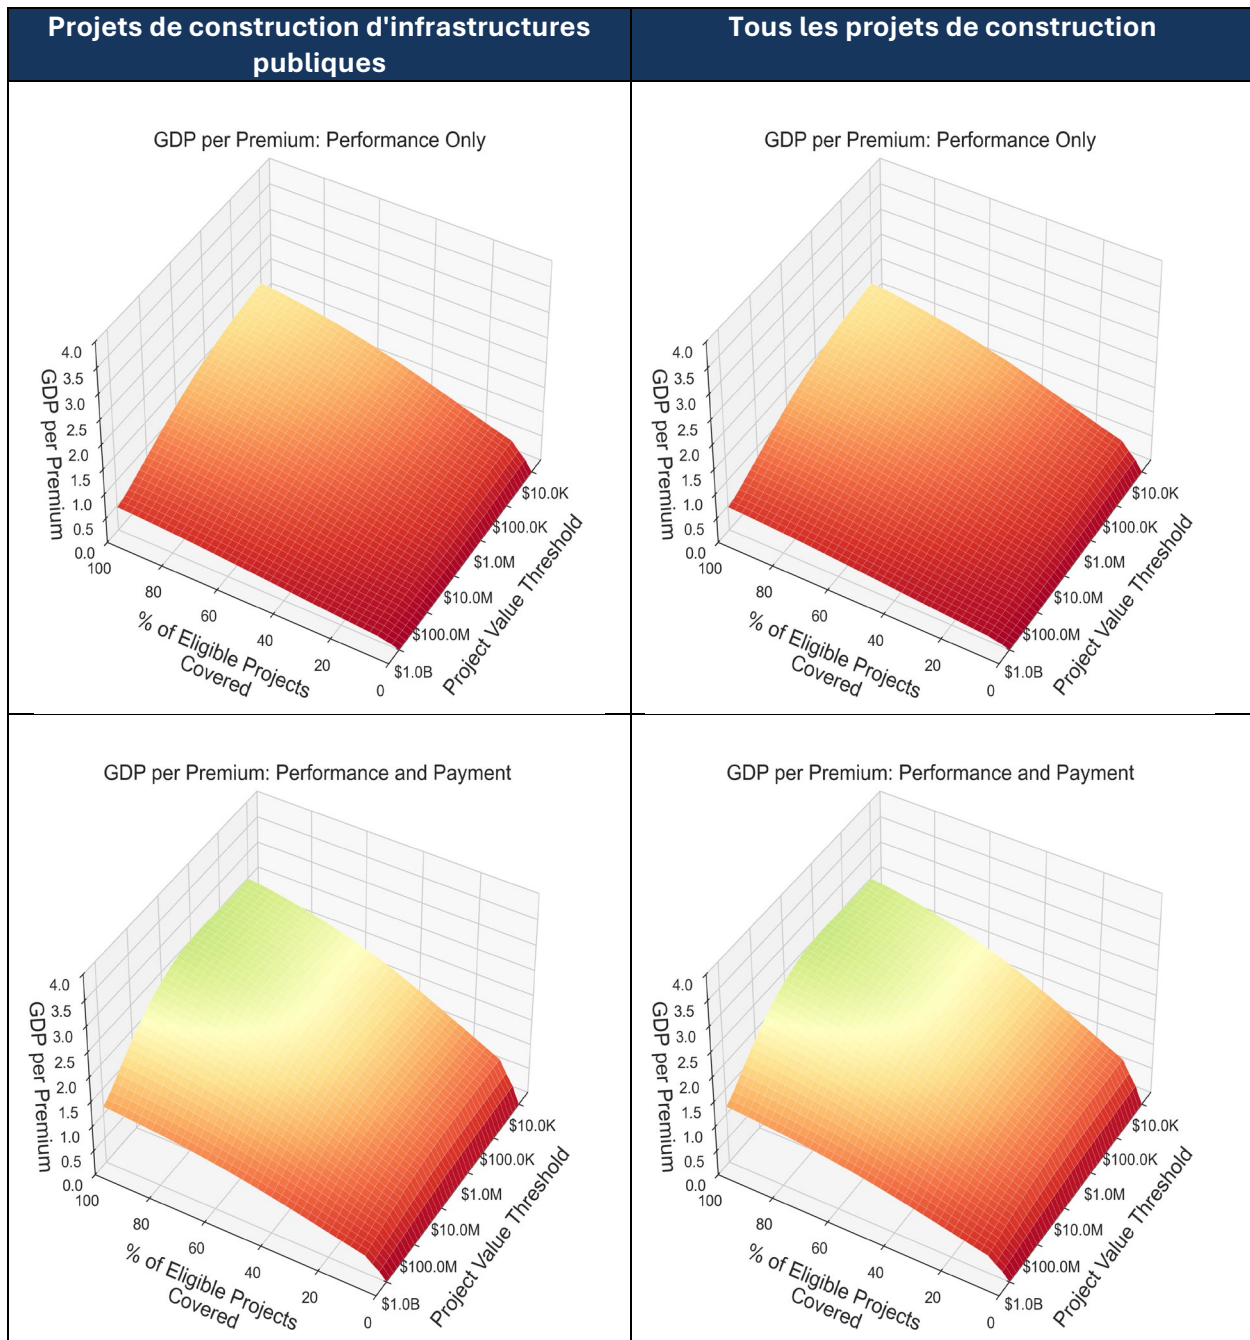 Projets de construction d'infrastructures
publiques
Tous les projets de construction
GDP per Premium: Performance Only
4.0
3.5
3.0
2.5
2.0
1.5
1.0
0.5
0.0
GDP per Premium
100
80
60
40
20
0
% of Eligible Projects
Covered
$10.0K
$100.0K
$1.0M
$10.0M
$100.0M
$1.0B
Project Value Threshold
GDP per Premium: Performance Only
4.0
3.5
3.0
2.5
2.0
1.5
1.0
0.5
0.0
GDP per Premium
100
80
60
40
20
0
% of Eligible Projects
Covered
$10.0K
$100.0K
$1.0M
$10.0M
$100.0M
$1.0B
Project Value Threshold
GDP per Premium: Performance and Payment
4.0
3.5
3.0
2.5
2.0
1.5
1.0
0.5
0.0
GDP per Premium
100
80
60
40
20
0
% of Eligible Projects
Covered
$10.0K
$100.0K
$1.0M
$10.0M
$100.0M
$1.0B
Project Value Threshold
GDP per Premium: Performance and Payment
4.0
3.5
3.0
2.5
2.0
1.5
1.0
0.5
0.0
GDP per Premium
100
80
60
40
20
0
% of Eligible Projects
Covered
$10.0K
$100.0K
$1.0M
$10.0M
$100.0M
$1.0B
Project Value Threshold